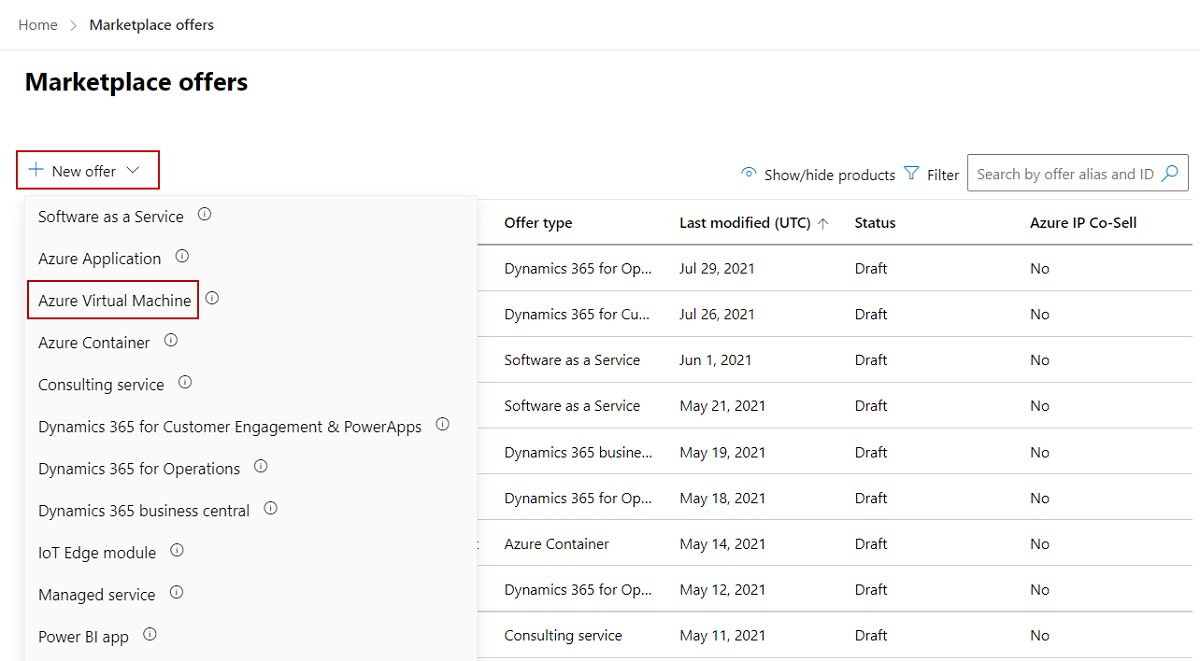 Home > Marketplace offers
Marketplace offers
+ New offer
Show/hide products Filter Search by offer alias and ID
Software as a Service
Azure Application
Azure Virtual Machine
Azure Container
Consulting service
Dynamics 365 for Customer Engagement & PowerApps
Dynamics 365 for Operations
Dynamics 365 business central
IoT Edge module
Managed service
Power BI app
Offer type Last modified (UTC) ↑ Status Azure IP Co-Sell
Dynamics 365 for Op... Jul 29, 2021 Draft No
Dynamics 365 for Cu... Jul 26, 2021 Draft No
Software as a Service Jun 1, 2021 Draft No
Software as a Service May 21, 2021 Draft No
Dynamics 365 busine... May 19, 2021 Draft No
Dynamics 365 for Op... May 18, 2021 Draft No
Azure Container May 14, 2021 Draft No
Dynamics 365 for Op... May 12, 2021 Draft No
Consulting service May 11, 2021 Draft No